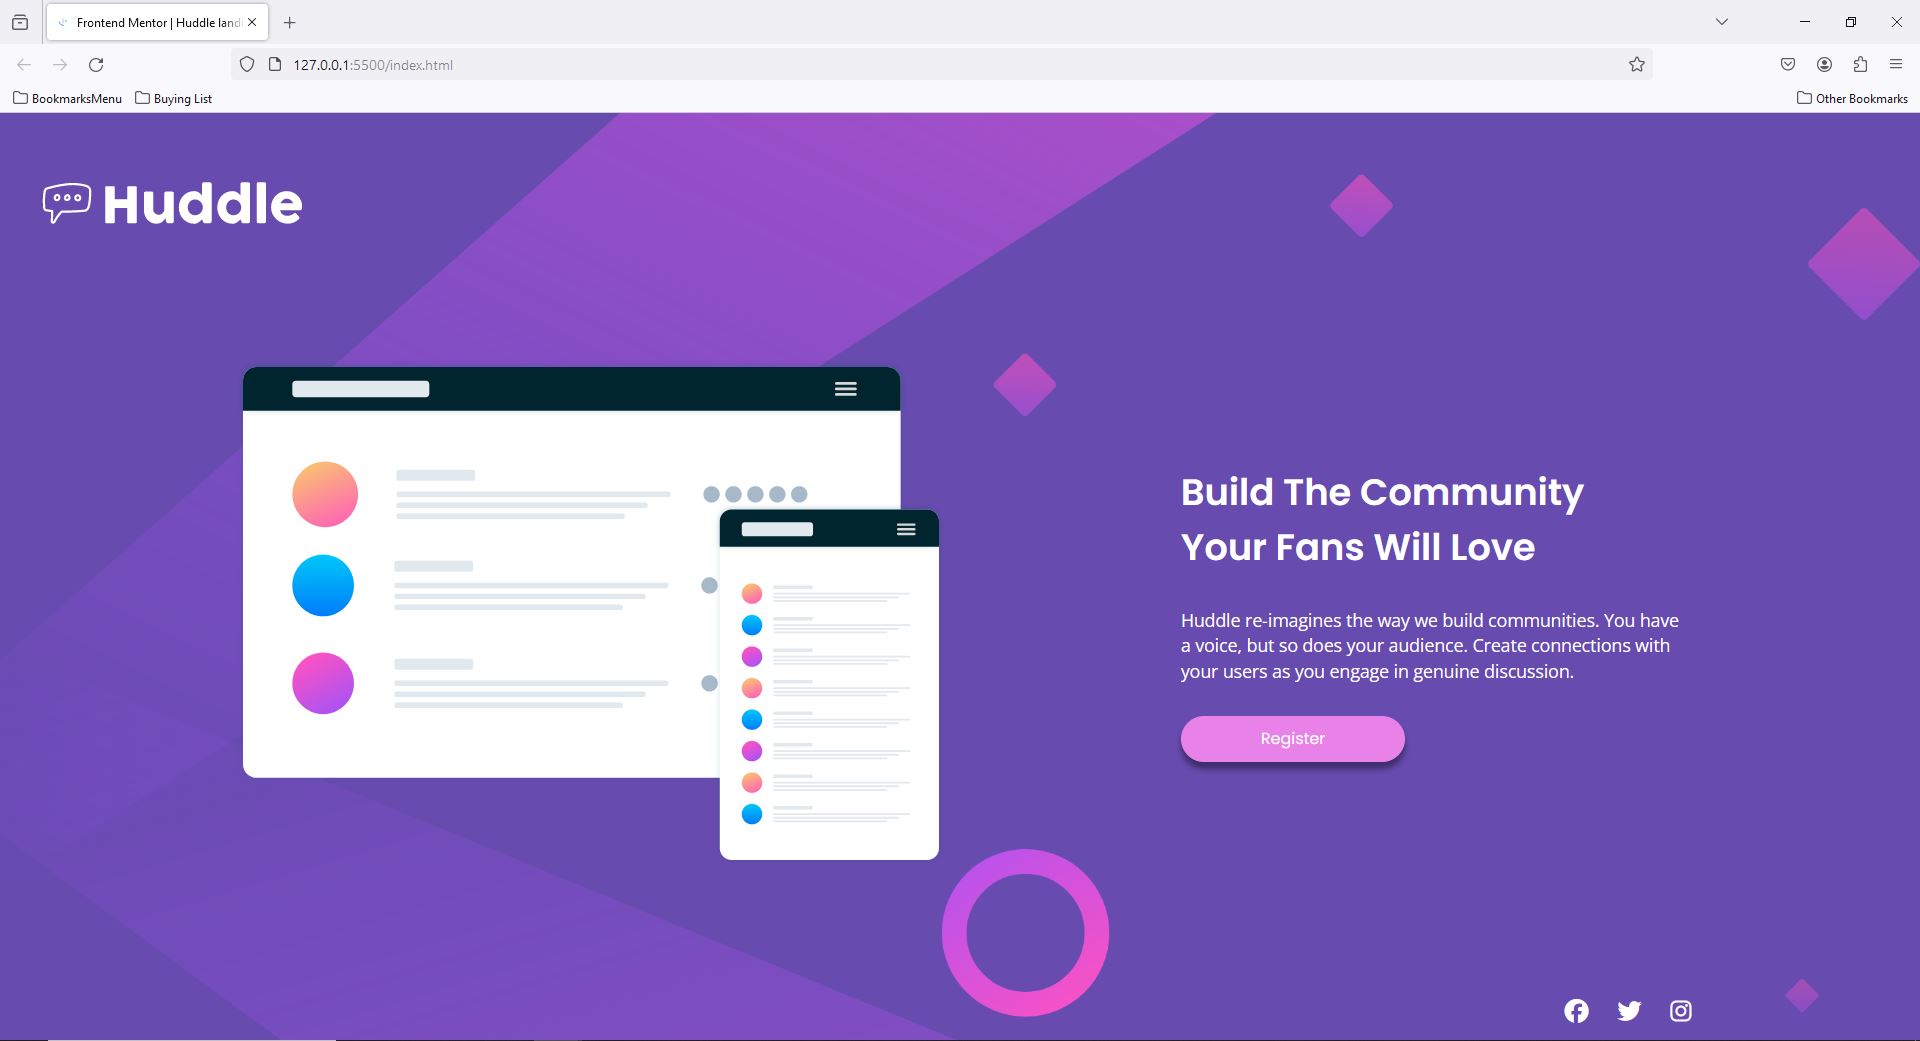 Frontend Mentor | Huddle land
127.0.0.1:5500/index.html
BookmarksMenu
Buying List
Other Bookmarks
Huddle
Build The Community
Your Fans Will Love
Huddle re-imagines the way we build communities. You have
a voice, but so does your audience. Create connections with
your users as you engage in genuine discussion.
Register